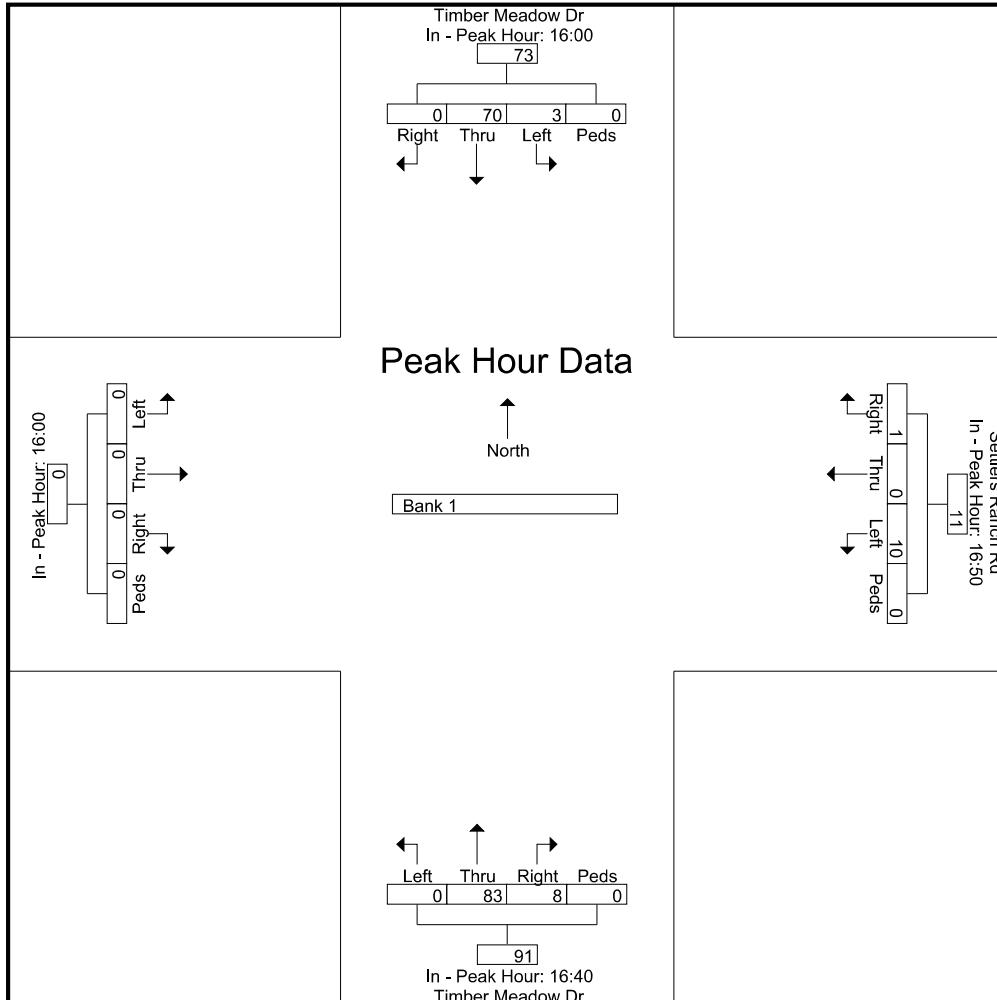 Timber Meadow Dr
In - Peak Hour: 16:00
73
0 70 3 0
Right Thru Left Peds
Peak Hour Data
North
Bank 1
In - Peak Hour: 16:00
0
0 0 0 0
Left Thru Right Peds
Settlers Ranch Rd
In - Peak Hour: 16:50
11
1 0 10 0
Right Thru Left Peds
Left Thru Right Peds
0 83 8 0
91
In - Peak Hour: 16:40
Timber Meadow Dr